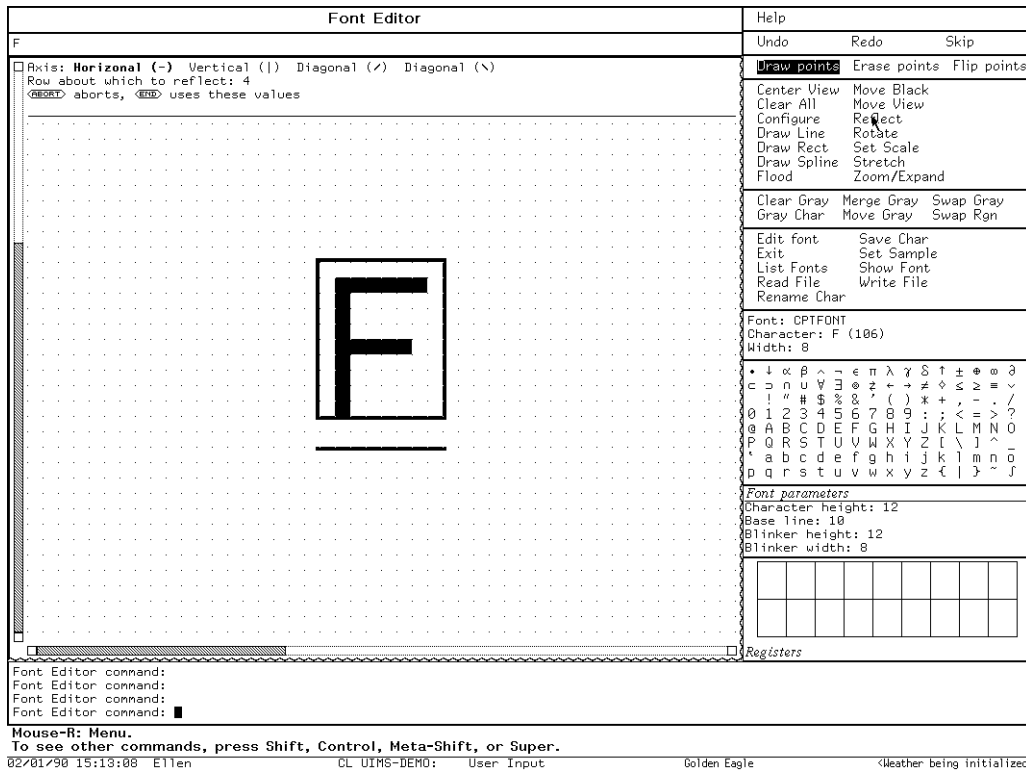 Font Editor
F
Axis: Horizonal (-) Vertical (|) Diagonal (/) Diagonal (\)
Row about which to reflect: 4
ABORT aborts, END uses these values
F
Help
Undo Redo Skip
Draw points Erase points Flip points
Center View Move Black
Clear All Move View
Configure Reflect
Draw Line Rotate
Draw Rect Set Scale
Draw Spline Stretch
Flood Zoom/Expand
Clear Gray Merge Gray Swap Gray
Gray Char Move Gray Swap Rgn
Edit font Save Char
Exit Set Sample
List Fonts Show Font
Read File Write File
Rename Char
Font: CPTFONT
Character: F (106)
Width: 8
· ↓ α β ∧ ¬ ε π λ γ δ ↑ ± ⊕ ∞ ∂
⊂ ⊃ ∩ ∪ ∀ ∃ ⊗ ⇄ ← → ≠ ◇ ≤ ≥ ≡ ∨
! " # $ % & ' ( ) * + , - . /
0 1 2 3 4 5 6 7 8 9 : ; < = > ?
@ A B C D E F G H I J K L M N O
P Q R S T U V W X Y Z [ \ ] ^ _
` a b c d e f g h i j k l m n o
p q r s t u v w x y z { | } ~ ∫
Font parameters
Character height: 12
Base line: 10
Blinker height: 12
Blinker width: 8
Registers
Font Editor command:
Font Editor command:
Font Editor command:
Font Editor command:
Mouse-R: Menu.
To see other commands, press Shift, Control, Meta-Shift, or Super.
02/01/90 15:13:08 Ellen CL UIMS-DEMO: User Input Golden Eagle <Weather being initialized